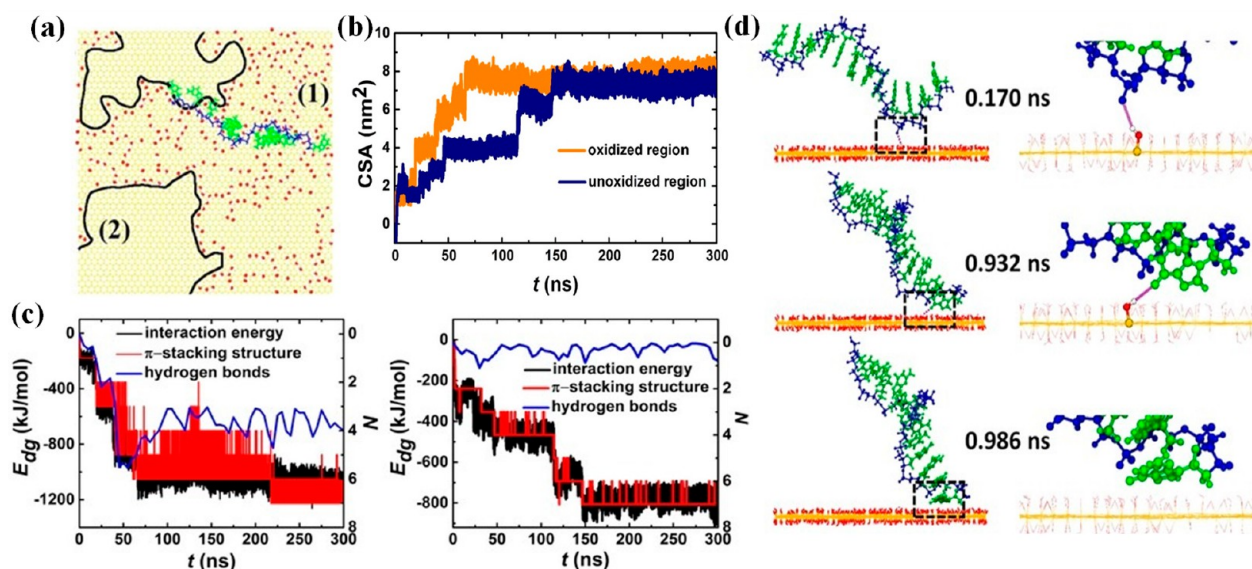 (a)
(1)
(2)
(b)
CSA (nm²)
10
8
6
4
2
0
oxidized region
unoxidized region
0 50 100 150 200 250 300
t (ns)
(c)
E_dg (kJ/mol)
0
-400
-800
-1200
interaction energy
π-stacking structure
hydrogen bonds
0
2
4
6
8
N
0 50 100 150 200 250 300
t (ns)
E_dg (kJ/mol)
0
-200
-400
-600
-800
interaction energy
π-stacking structure
hydrogen bonds
0
2
4
6
8
N
0 50 100 150 200 250 300
t (ns)
(d)
0.170 ns
0.932 ns
0.986 ns